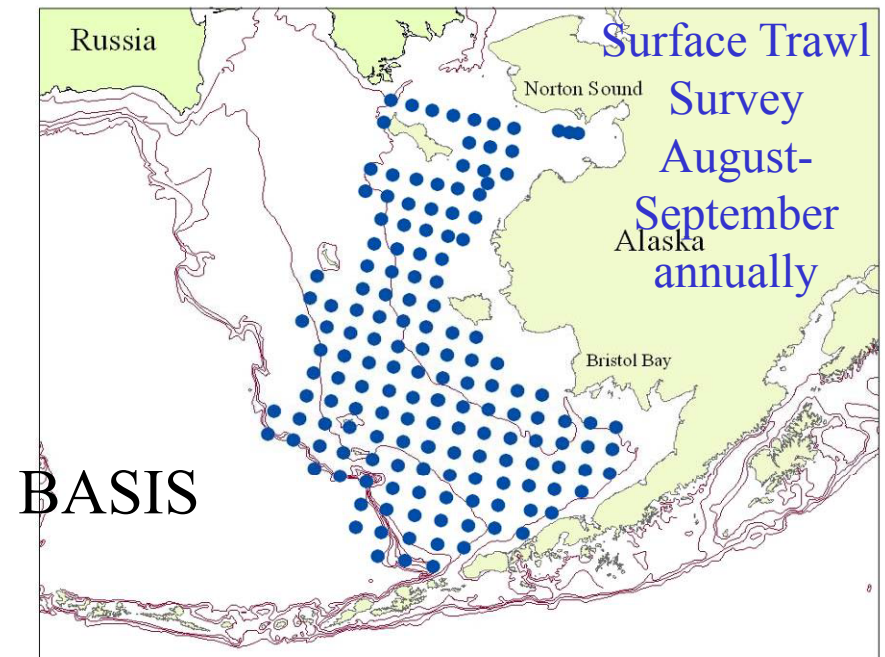 Russia
Surface Trawl
Survey
August-
September
annually
Norton Sound
Alaska
Bristol Bay
BASIS